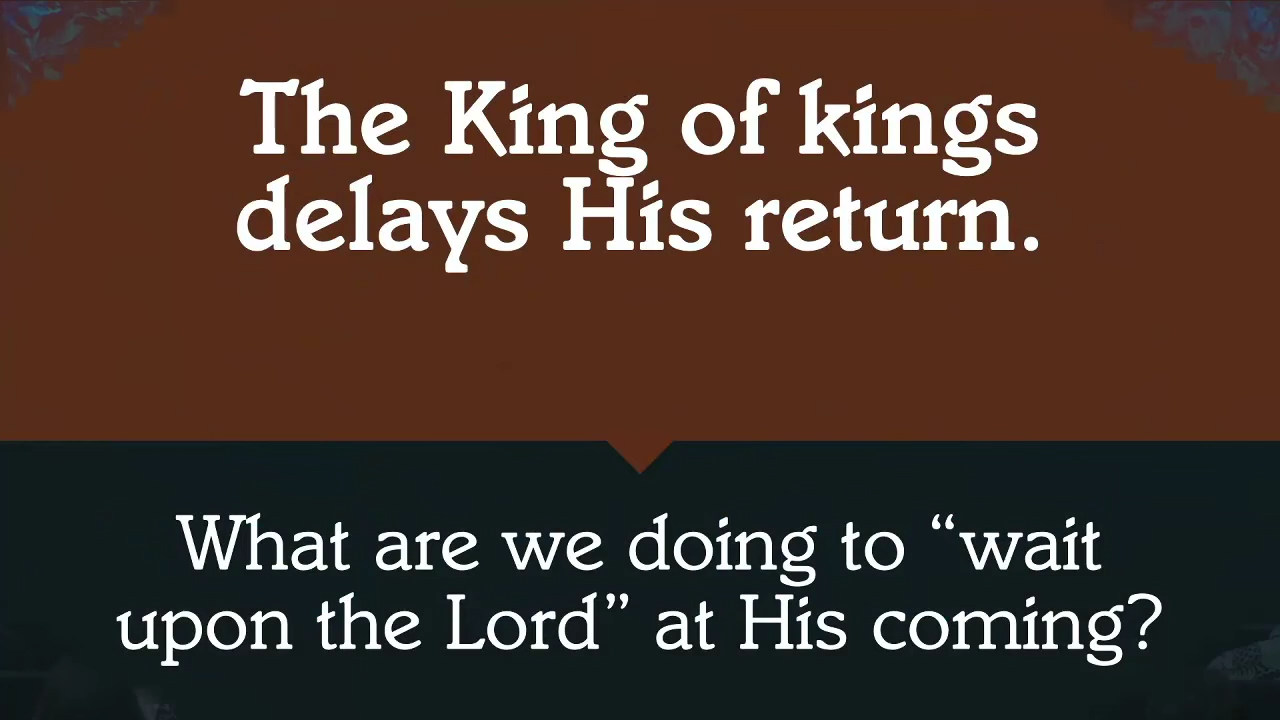 The King of kings
delays His return.
What are we doing to “wait
upon the Lord” at His coming?